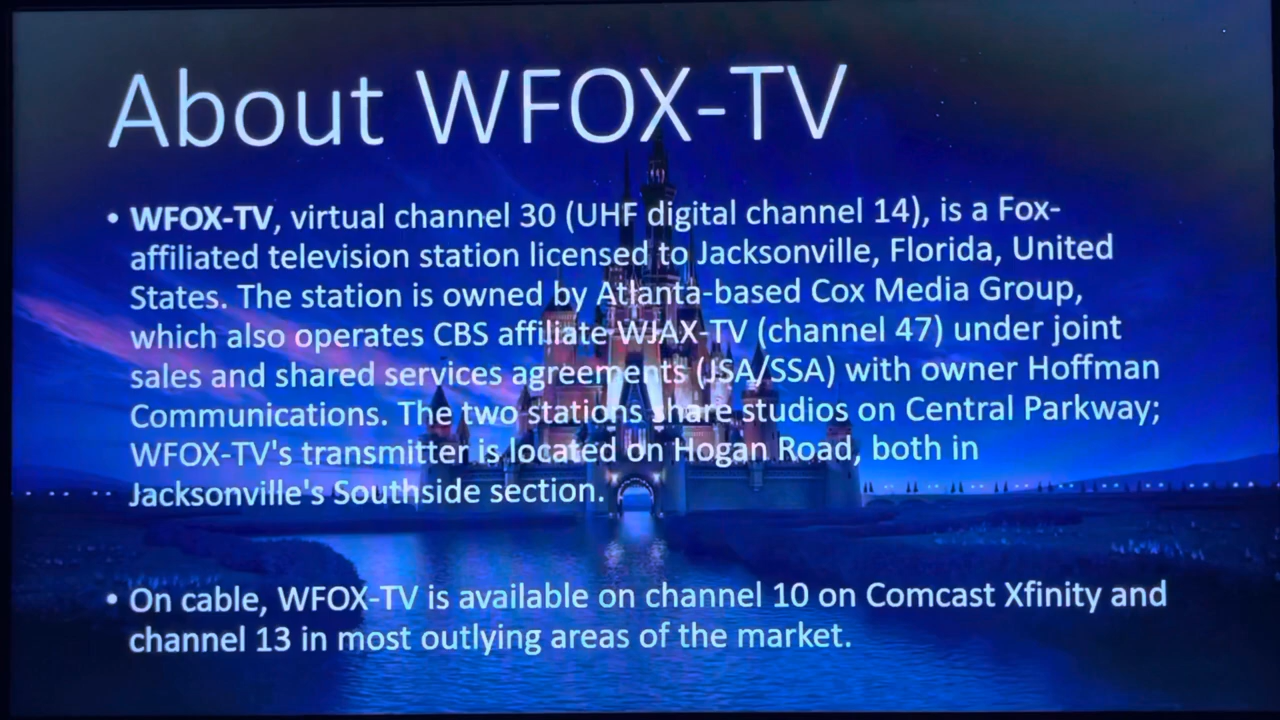 About WFOX-TV
• WFOX-TV, virtual channel 30 (UHF digital channel 14), is a Fox-
affiliated television station licensed to Jacksonville, Florida, United
States. The station is owned by Atlanta-based Cox Media Group,
which also operates CBS affiliate WJAX-TV (channel 47) under joint
sales and shared services agreements (JSA/SSA) with owner Hoffman
Communications. The two stations share studios on Central Parkway;
WFOX-TV's transmitter is located on Hogan Road, both in
Jacksonville's Southside section.
• On cable, WFOX-TV is available on channel 10 on Comcast Xfinity and
channel 13 in most outlying areas of the market.